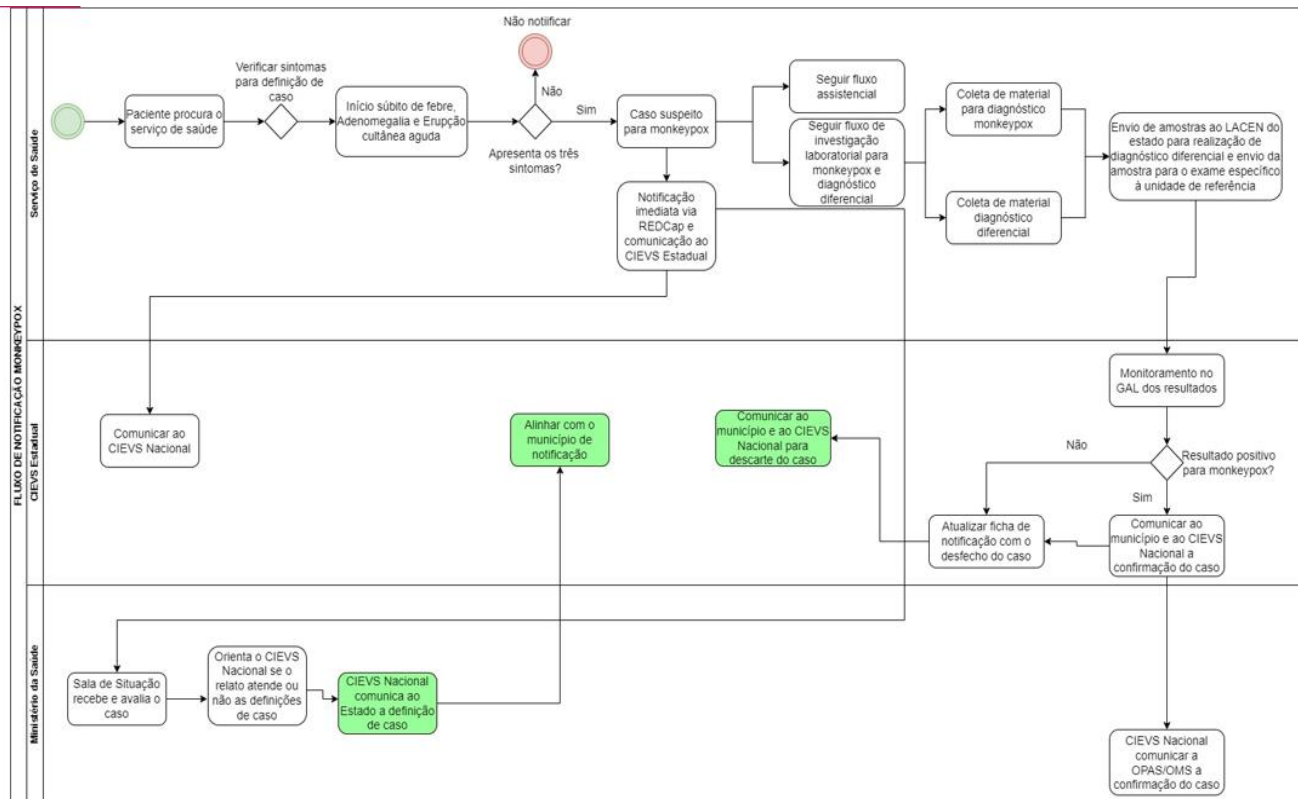 FLUXO DE NOTIFICAÇÃO MONKEYPOX
Serviço de Saúde
Paciente procura o
serviço de saúde
Verificar sintomas
para definição de
caso
Início súbito de febre,
Adenomegalia e Erupção
cultânea aguda
Não notiificar
Não
Sim
Apresenta os três
sintomas?
Caso suspeito
para monkeypox
Notificação
imediata via
REDCap e
comunicação ao
CIEVS Estadual
Seguir fluxo
assistencial
Seguir fluxo de
investigação
laboratorial para
monkeypox e
diagnóstico
diferencial
Coleta de material
para diagnóstico
monkeypox
Coleta de material
diagnóstico
diferencial
Envio de amostras ao LACEN do
estado para realização de
diagnóstico diferencial e envio da
amostra para o exame específico
à unidade de referência
CIEVS Estadual
Comunicar ao
CIEVS Nacional
Alinhar com o
município de
notificação
Comunicar ao
município e ao CIEVS
Nacional para
descarte do caso
Monitoramento no
GAL dos resultados
Não
Resultado positivo
para monkeypox?
Sim
Atualizar ficha de
notificação com o
desfecho do caso
Comunicar ao
município e ao CIEVS
Nacional a
confirmação do caso
Ministério da Saúde
Sala de Situação
recebe e avalia o
caso
Orienta o CIEVS
Nacional se o
relato atende ou
não as definições
de caso
CIEVS Nacional
comunica ao
Estado a definição
de caso
CIEVS Nacional
comunicar a
OPAS/OMS a
confirmação do caso